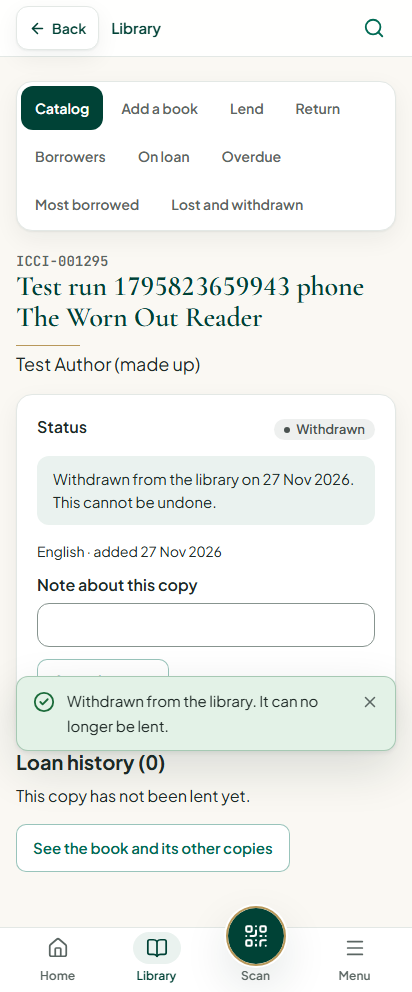 Back
Library
Catalog
Add a book
Lend
Return
Borrowers
On loan
Overdue
Most borrowed
Lost and withdrawn
ICCI-001295
Test run 1795823659943 phone
The Worn Out Reader
Test Author (made up)
Status
Withdrawn
Withdrawn from the library on 27 Nov 2026.
This cannot be undone.
English · added 27 Nov 2026
Note about this copy
Withdrawn from the library. It can no
longer be lent.
Loan history (0)
This copy has not been lent yet.
See the book and its other copies
Home
Library
Scan
Menu